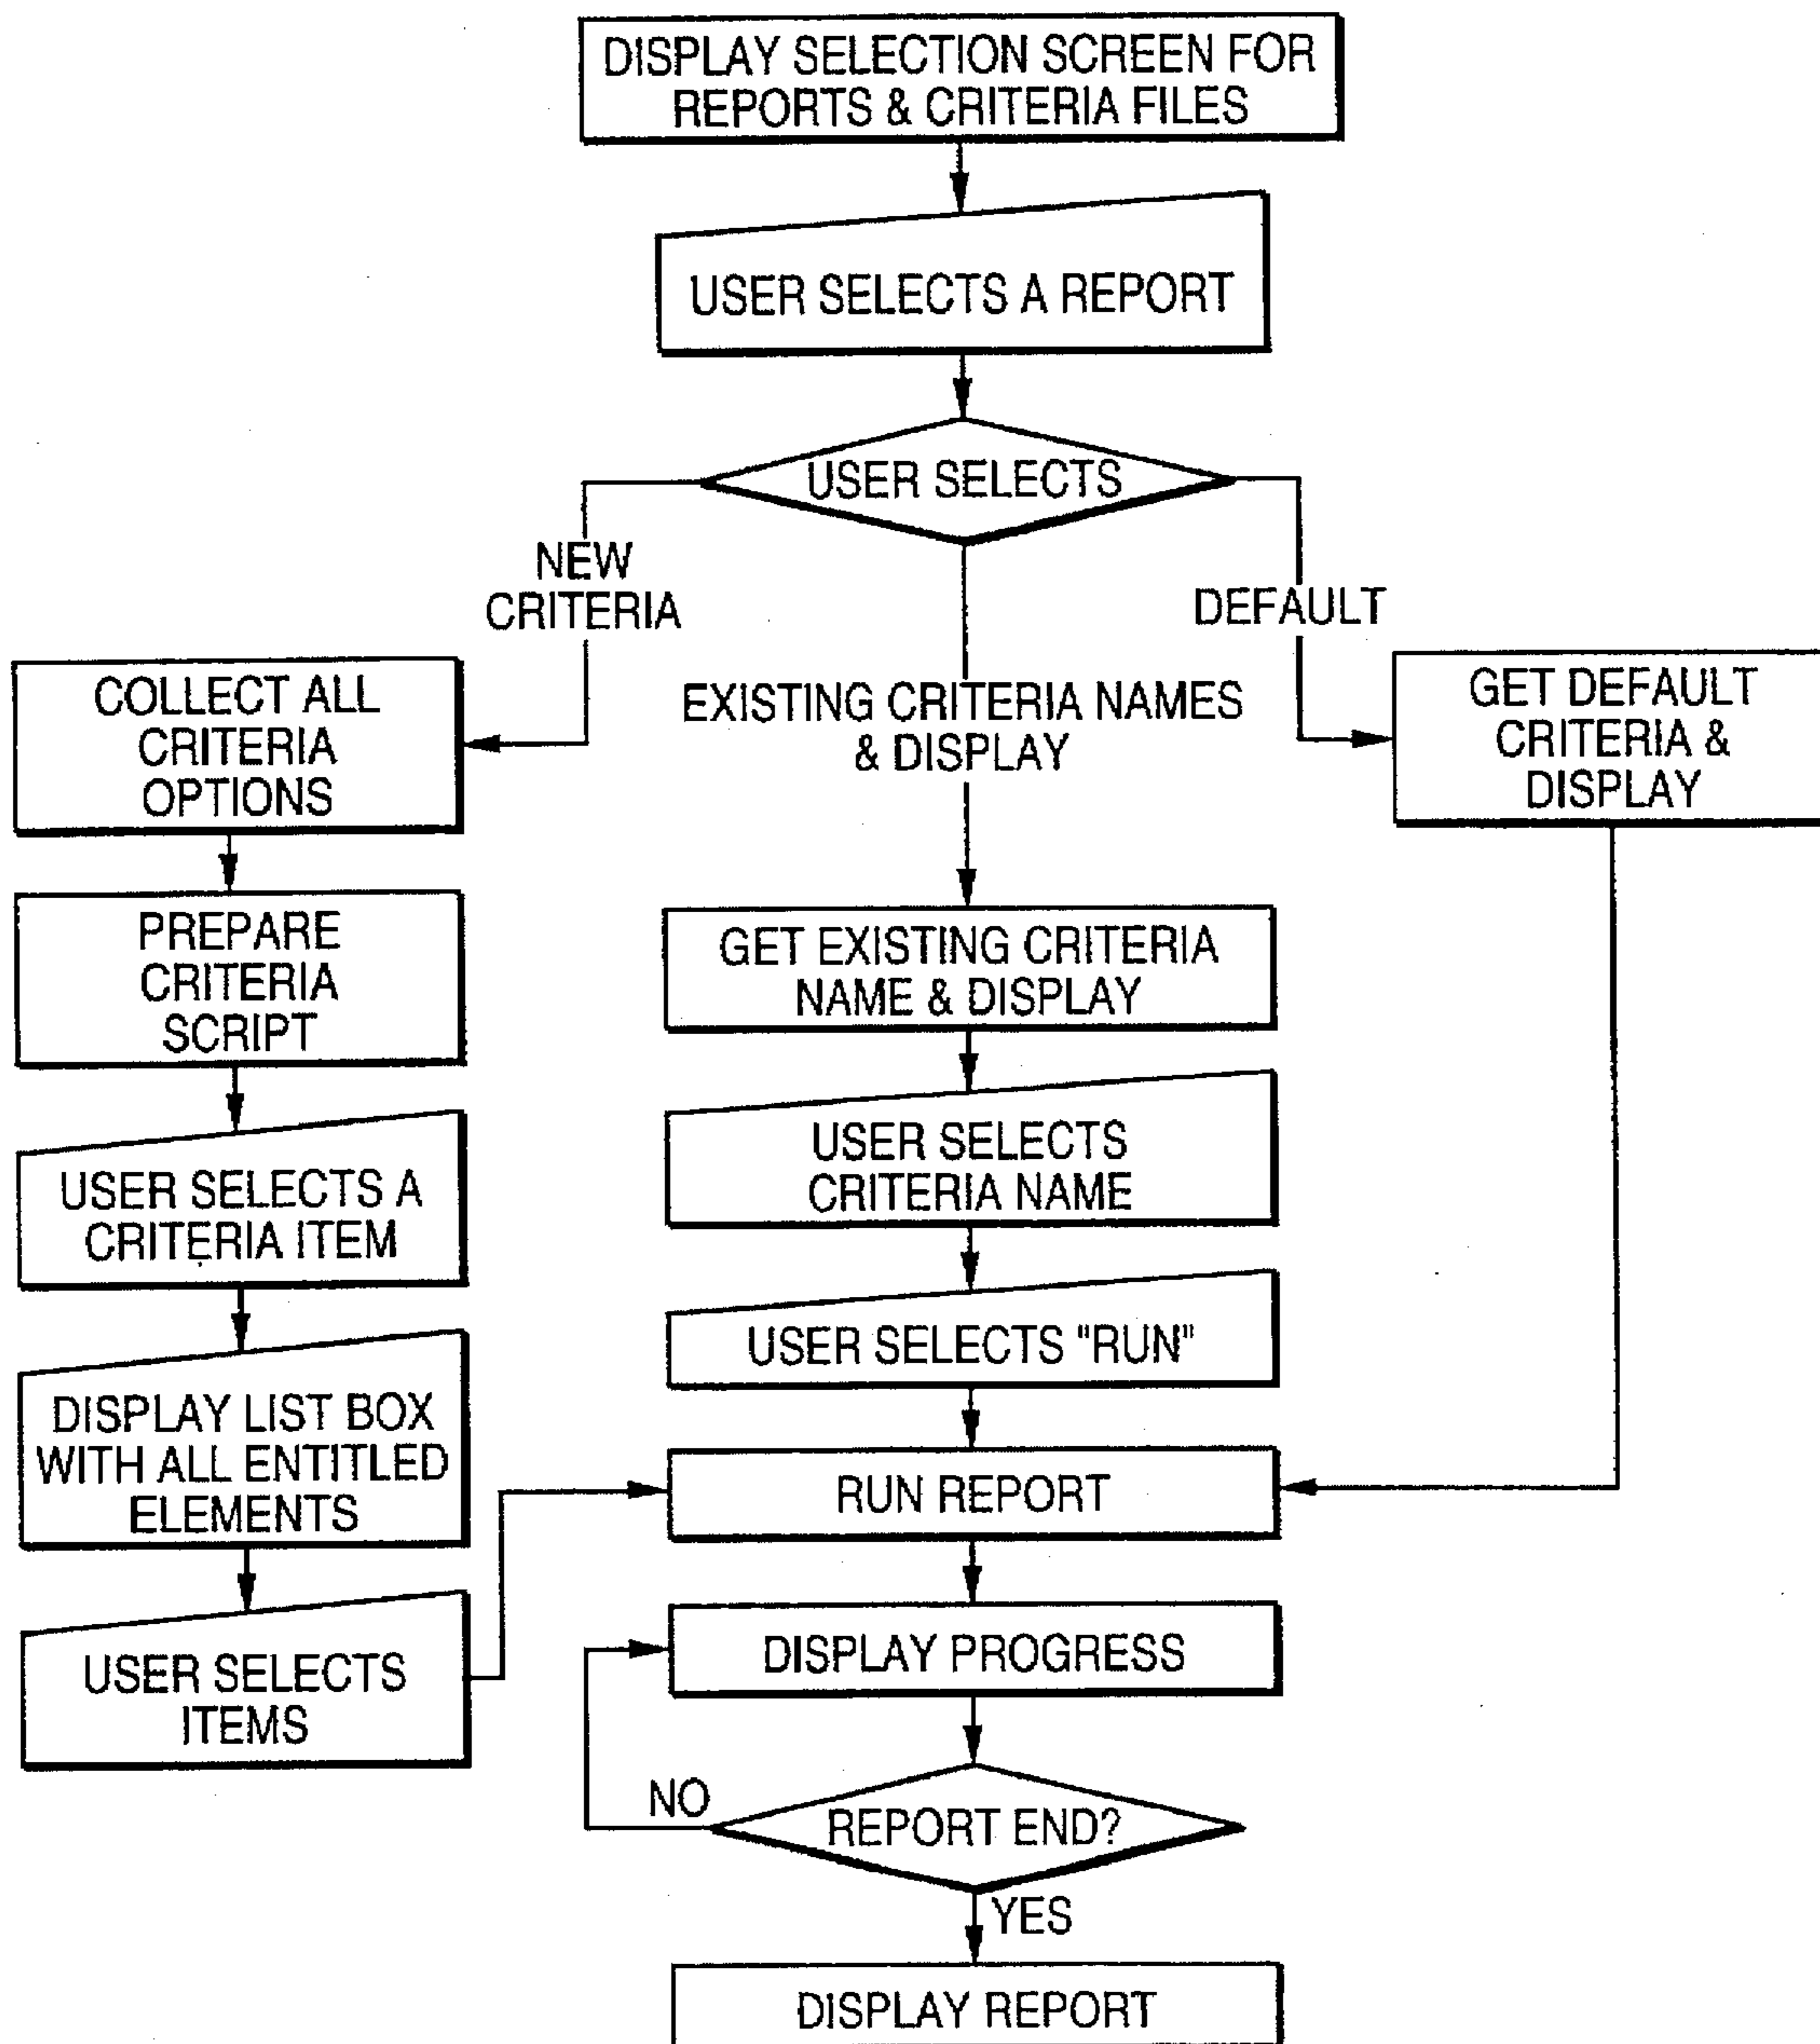 DISPLAY SELECTION SCREEN FOR
REPORTS & CRITERIA FILES
USER SELECTS A REPORT
USER SELECTS
NEW
CRITERIA
EXISTING CRITERIA NAMES
& DISPLAY
DEFAULT
COLLECT ALL
CRITERIA
OPTIONS
PREPARE
CRITERIA
SCRIPT
USER SELECTS A
CRITERIA ITEM
DISPLAY LIST BOX
WITH ALL ENTITLED
ELEMENTS
USER SELECTS
ITEMS
GET EXISTING CRITERIA
NAME & DISPLAY
USER SELECTS
CRITERIA NAME
USER SELECTS "RUN"
GET DEFAULT
CRITERIA &
DISPLAY
RUN REPORT
DISPLAY PROGRESS
NO
REPORT END?
YES
DISPLAY REPORT